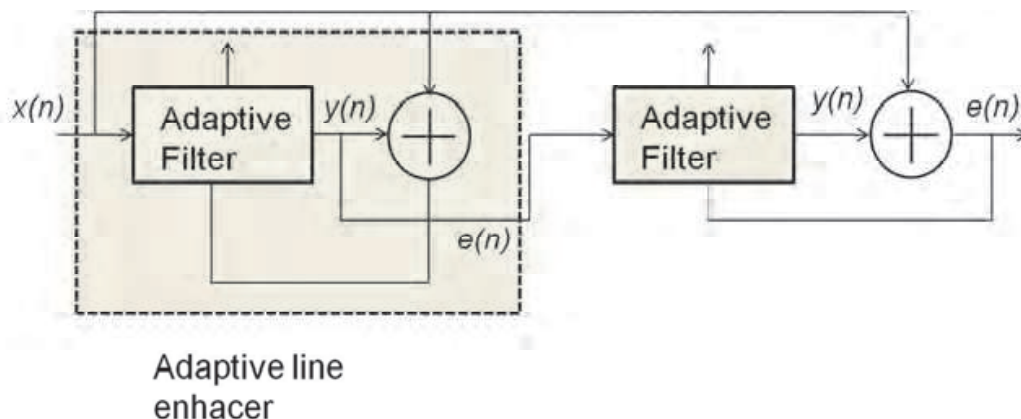 x(n)
Adaptive
Filter
y(n)
e(n)
Adaptive
Filter
y(n)
e(n)
Adaptive line
enhacer